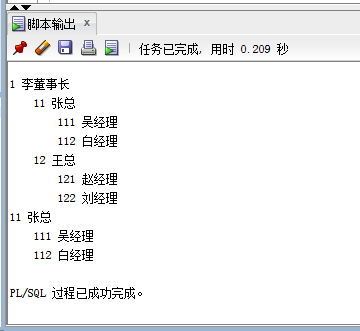 脚本输出
任务已完成, 用时 0.209 秒
1 李董事长
11 张总
111 吴经理
112 白经理
12 王总
121 赵经理
122 刘经理
11 张总
111 吴经理
112 白经理
PL/SQL 过程已成功完成。